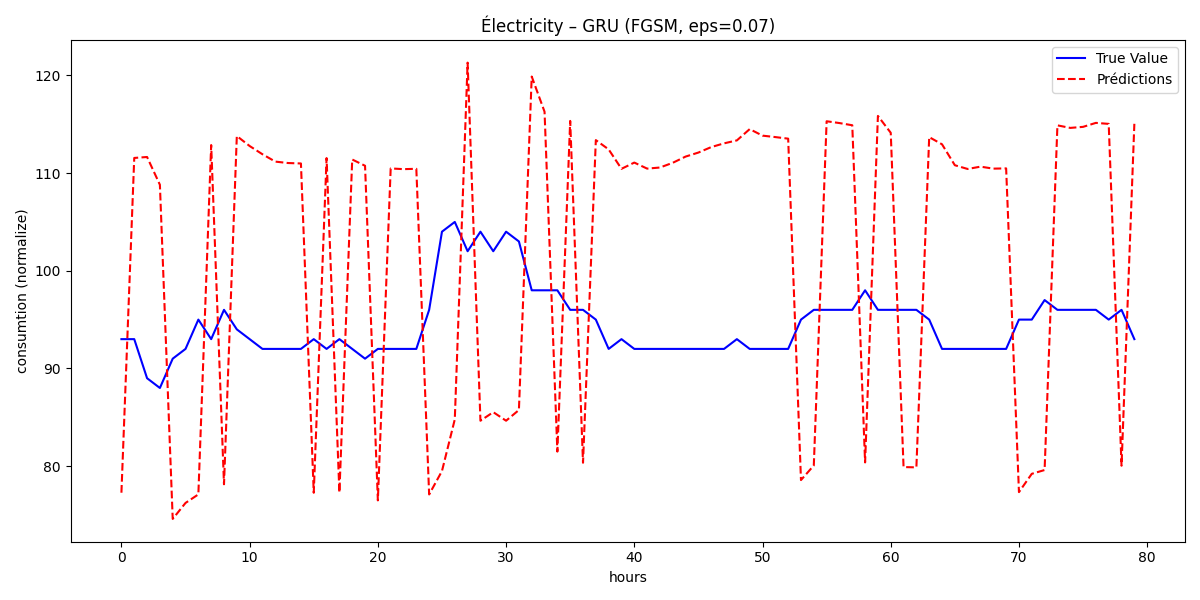 Électricity – GRU (FGSM, eps=0.07)
True Value
Prédictions
consumtion (normalize)
120
110
100
90
80
0 10 20 30 40 50 60 70 80
hours